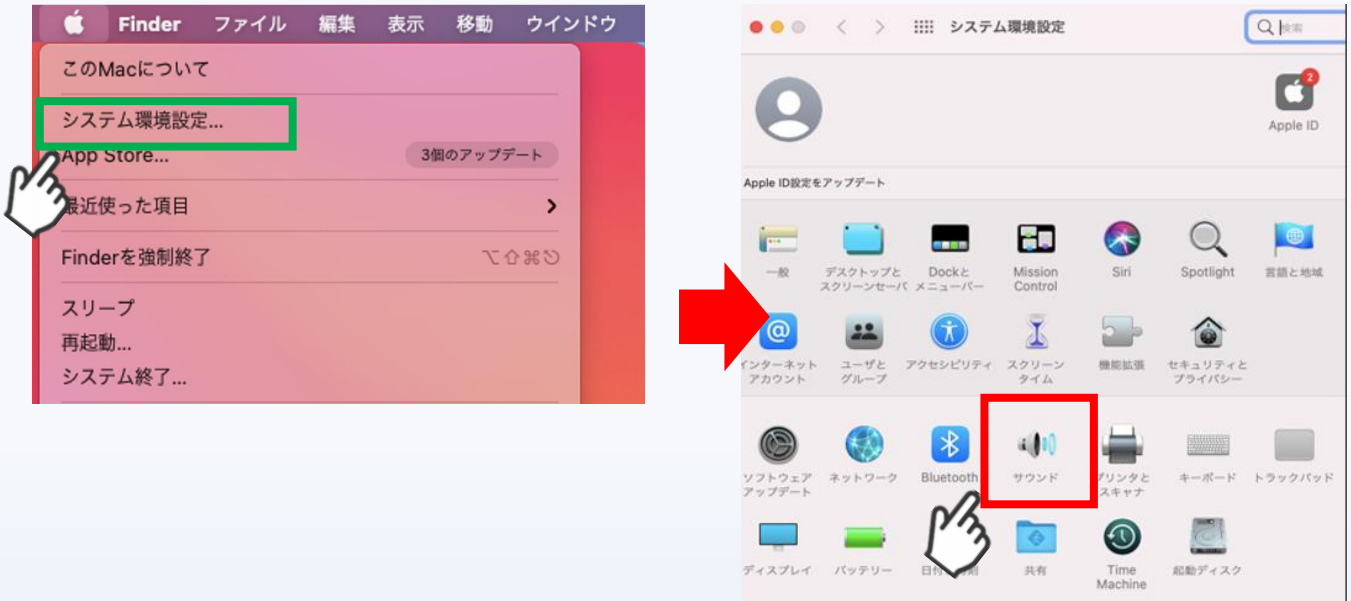 Finder ファイル 編集 表示 移動 ウインドウ
このMacについて
システム環境設定...
App Store... 3個のアップデート
最近使った項目
Finderを強制終了 ⌥⇧⌘⎋
スリープ
再起動...
システム終了...
システム環境設定 検索
2
Apple ID
Apple ID設定をアップデート
一般 デスクトップと Dockと Mission Siri Spotlight 言語と地域
スクリーンセーバ メニューバー Control
インターネット ユーザと アクセシビリティ スクリーン 機能拡張 セキュリティと
アカウント グループ タイム プライバシー
ソフトウェア ネットワーク Bluetooth サウンド プリンタと キーボード トラックパッド
アップデート スキャナ
ディスプレイ バッテリー 共有 Time 起動ディスク
Machine